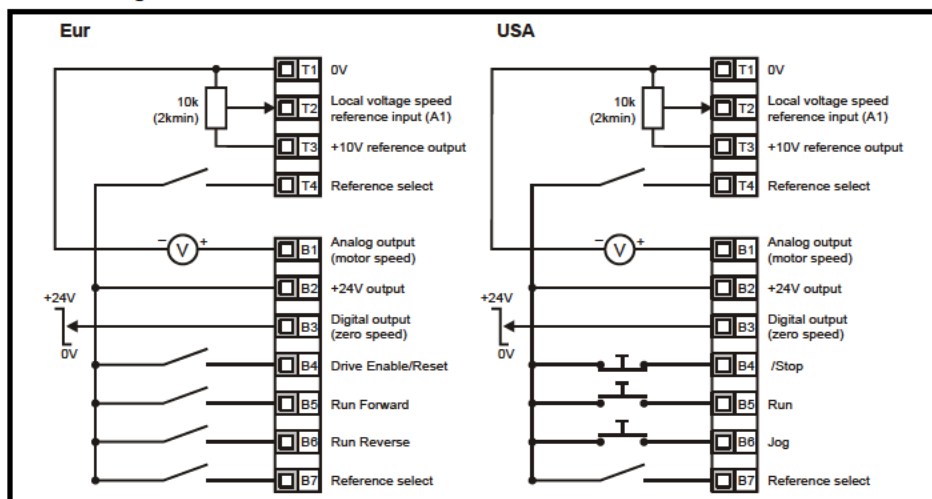 Eur
T1 0V
10k
(2kmin)
T2 Local voltage speed
reference input (A1)
T3 +10V reference output
T4 Reference select
− V +
B1 Analog output
(motor speed)
B2 +24V output
+24V
B3 Digital output
(zero speed)
0V
B4 Drive Enable/Reset
B5 Run Forward
B6 Run Reverse
B7 Reference select
USA
T1 0V
10k
(2kmin)
T2 Local voltage speed
reference input (A1)
T3 +10V reference output
T4 Reference select
− V +
B1 Analog output
(motor speed)
B2 +24V output
+24V
B3 Digital output
(zero speed)
0V
B4 /Stop
B5 Run
B6 Jog
B7 Reference select